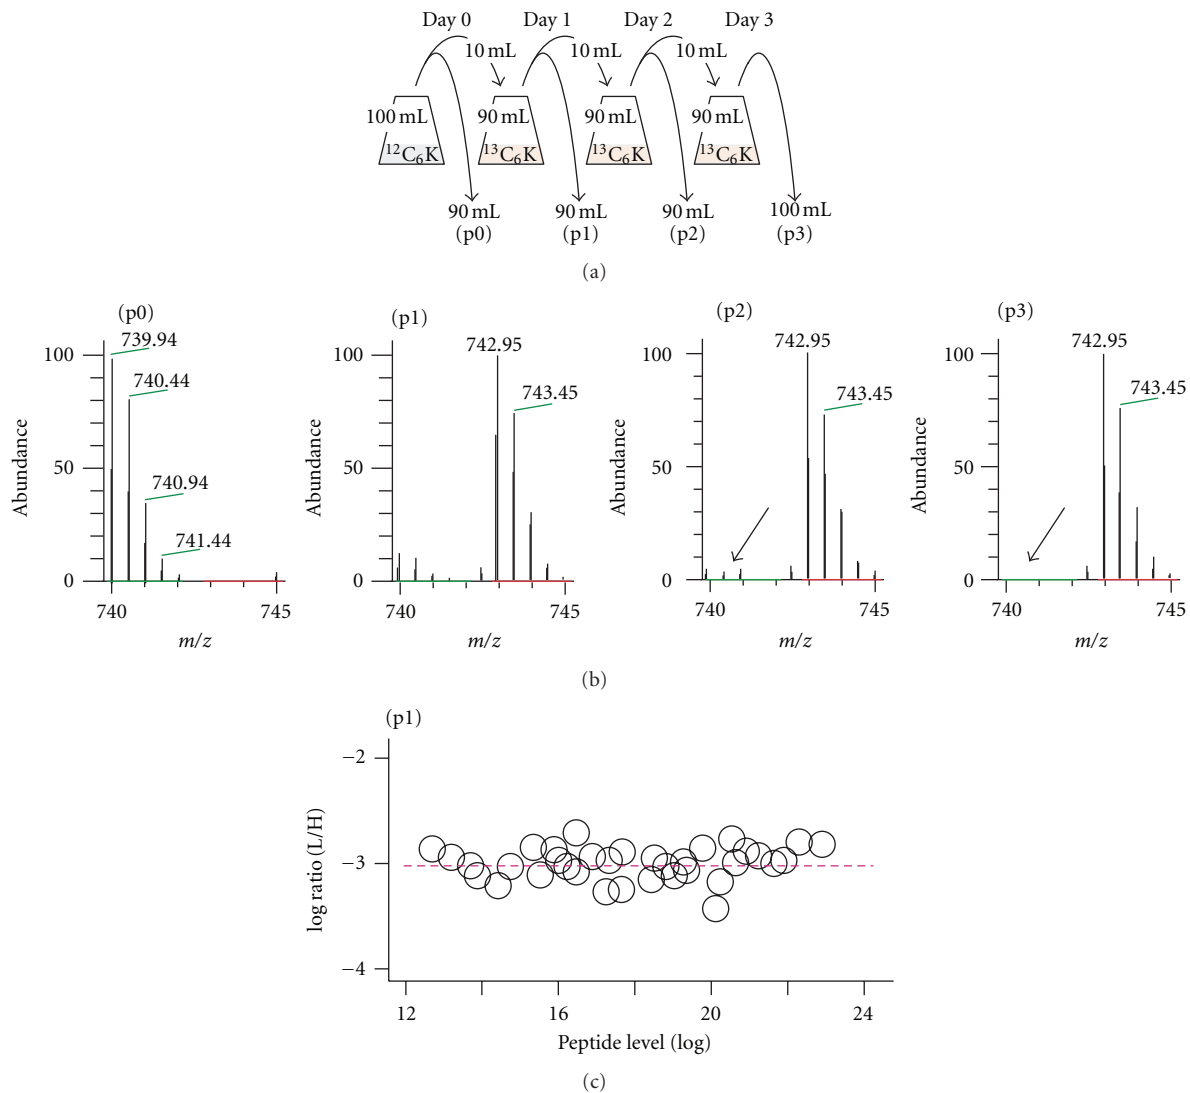 Day 0 Day 1 Day 2 Day 3
10 mL 10 mL 10 mL
100 mL 90 mL 90 mL 90 mL
¹²C₆K ¹³C₆K ¹³C₆K ¹³C₆K
90 mL 90 mL 90 mL 100 mL
(p0) (p1) (p2) (p3)
(a)
(p0)
739.94
100
740.44
50
740.94
741.44
0
740 745
Abundance
m/z
(p1)
742.95
100
743.45
50
0
740 745
Abundance
m/z
(p2)
742.95
100
743.45
50
0
740 745
Abundance
m/z
(p3)
742.95
100
743.45
50
0
740 745
Abundance
m/z
(b)
(p1)
−2
−3
−4
log ratio (L/H)
12 16 20 24
Peptide level (log)
(c)